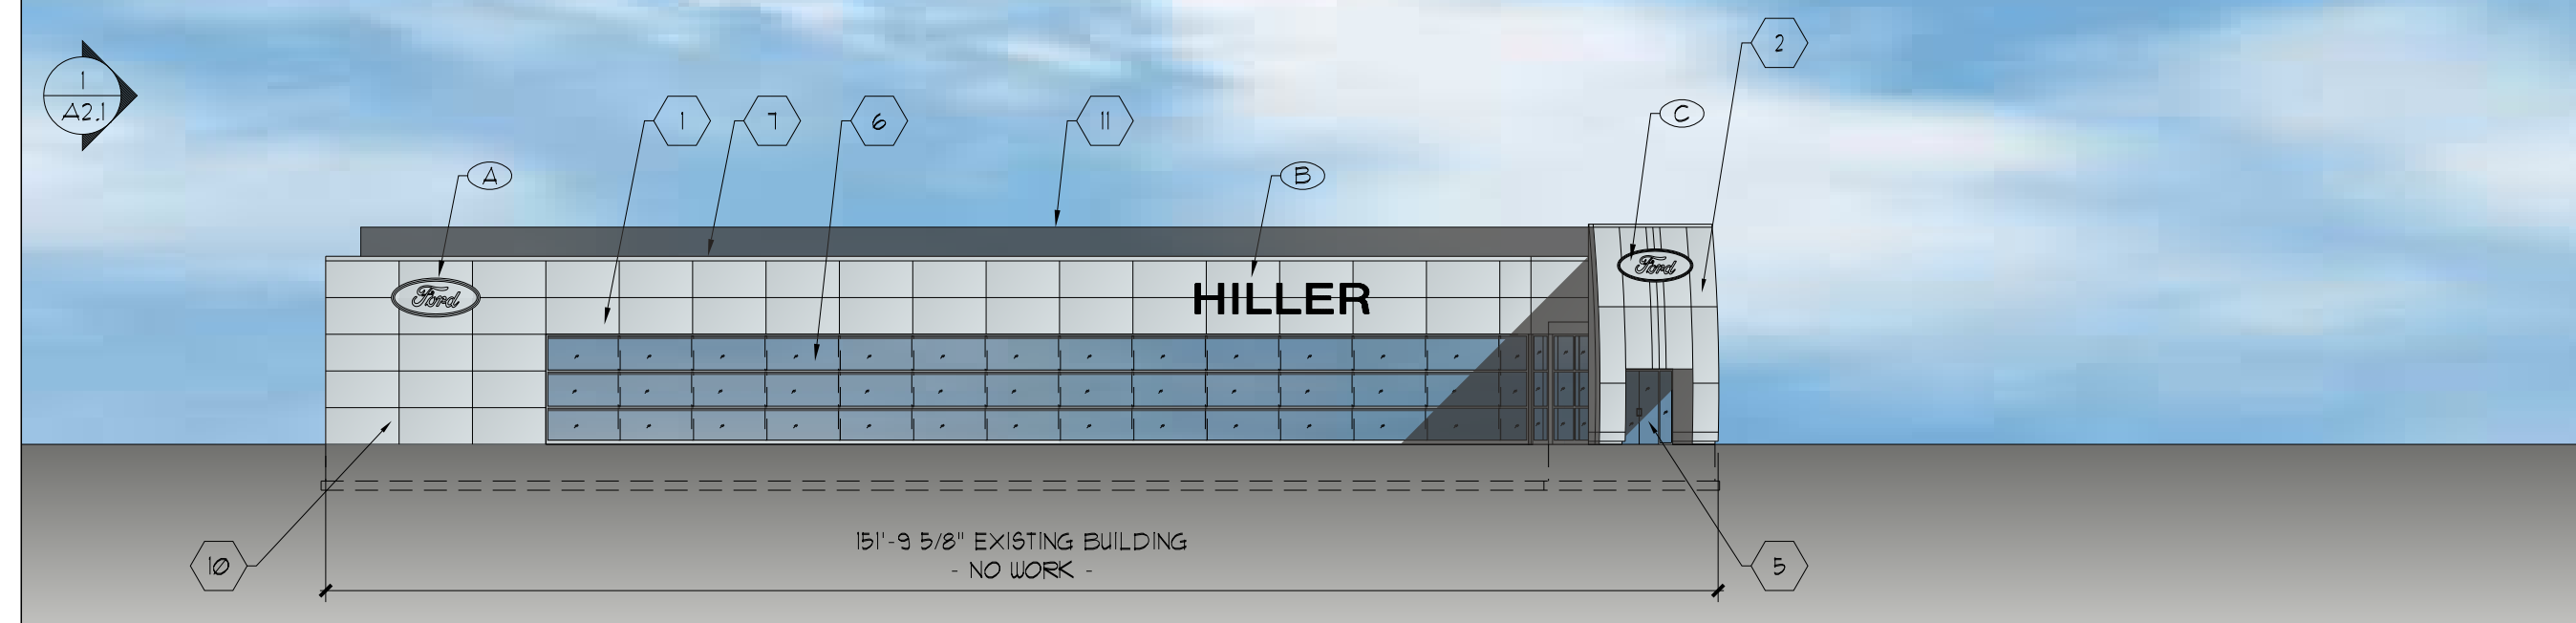 1
A2.1
2
1
7
6
11
C
A
B
Ford
HILLER
Ford
151'-9 5/8" EXISTING BUILDING
- NO WORK -
10
5